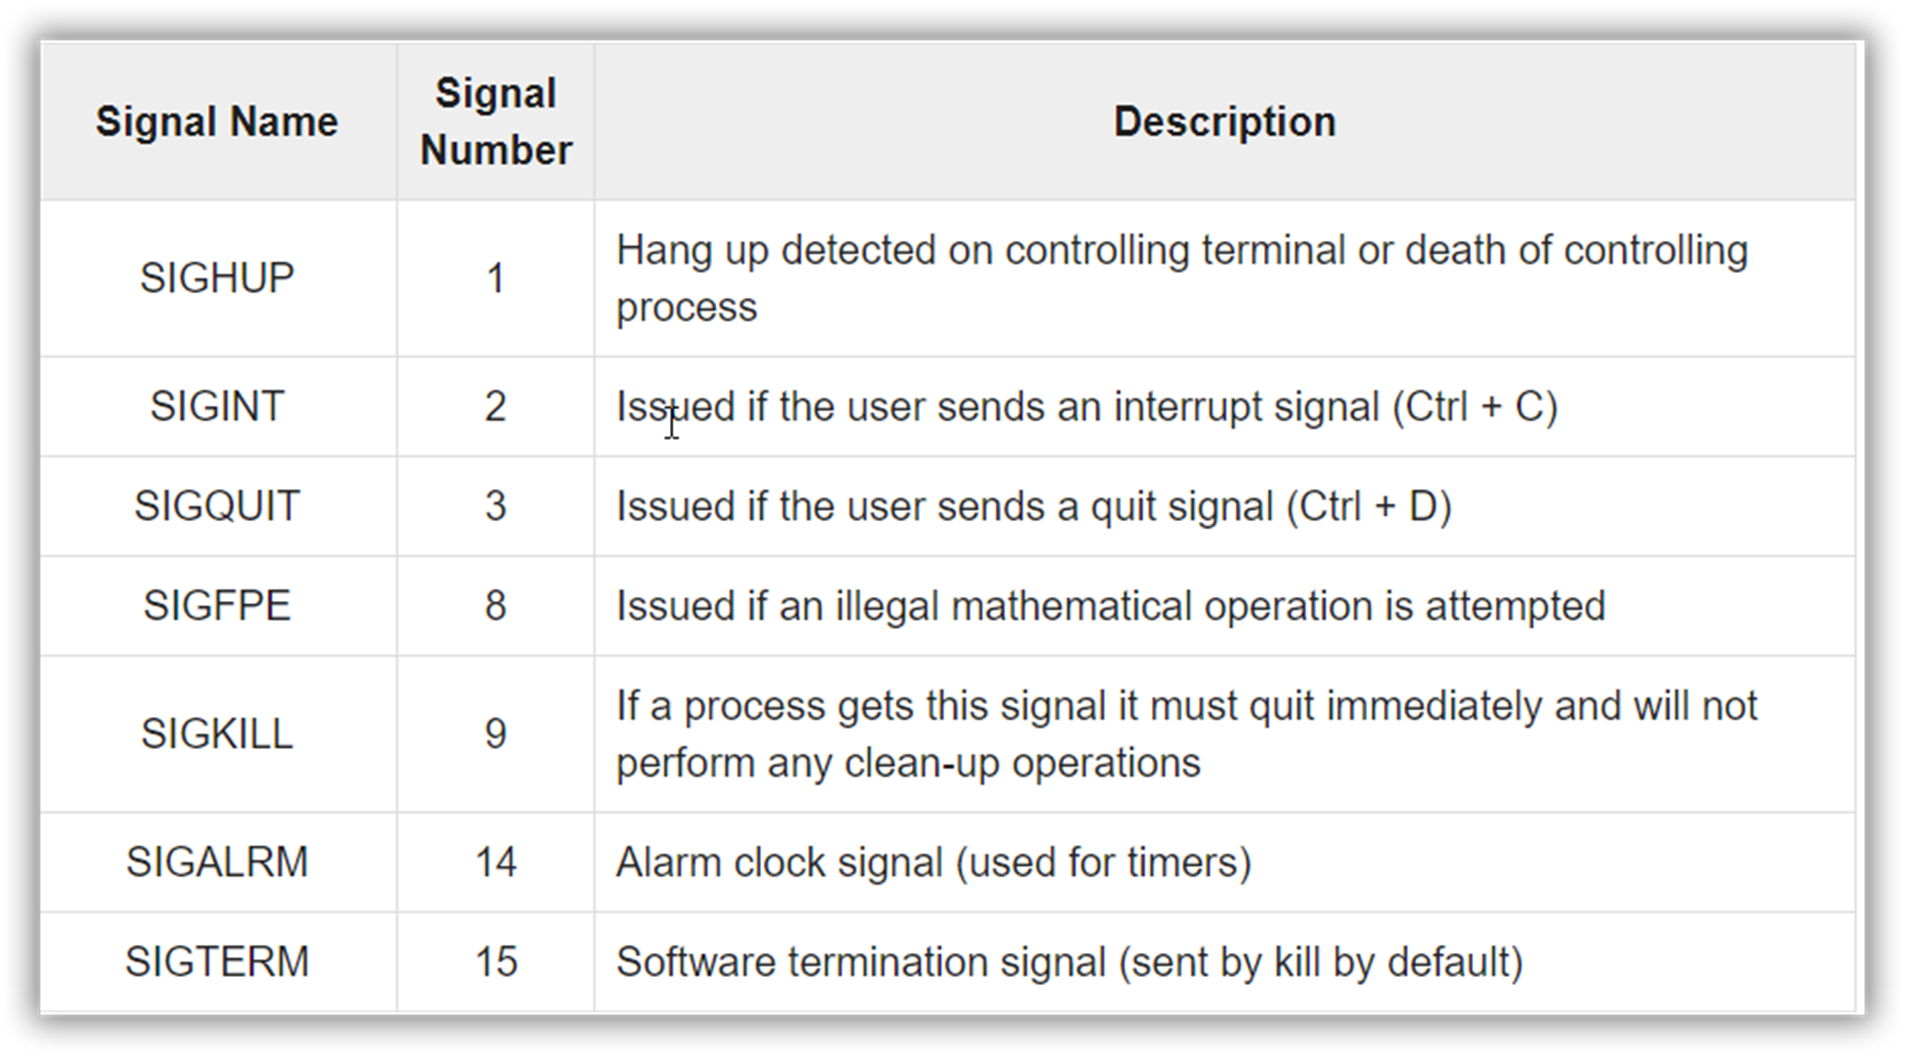 Signal Name
Signal
Number
Description
SIGHUP
1
Hang up detected on controlling terminal or death of controlling
process
SIGINT
2
Issued if the user sends an interrupt signal (Ctrl + C)
SIGQUIT
3
Issued if the user sends a quit signal (Ctrl + D)
SIGFPE
8
Issued if an illegal mathematical operation is attempted
SIGKILL
9
If a process gets this signal it must quit immediately and will not
perform any clean-up operations
SIGALRM
14
Alarm clock signal (used for timers)
SIGTERM
15
Software termination signal (sent by kill by default)